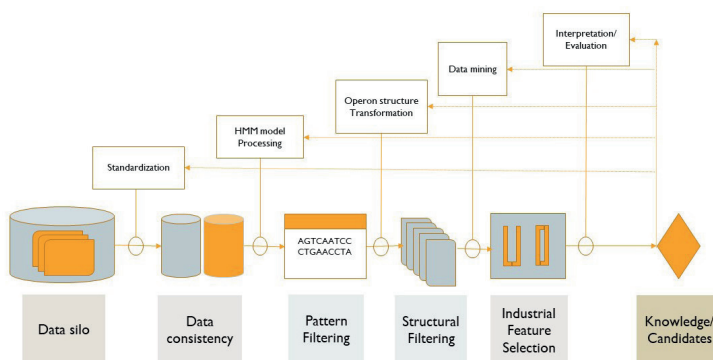 Interpretation/
Evaluation
Data mining
Operon structure
Transformation
HMM model
Processing
Standardization
AGTCAATCC
CTGAACCTA
Data silo
Data
consistency
Pattern
Filtering
Structural
Filtering
Industrial
Feature
Selection
Knowledge/
Candidates